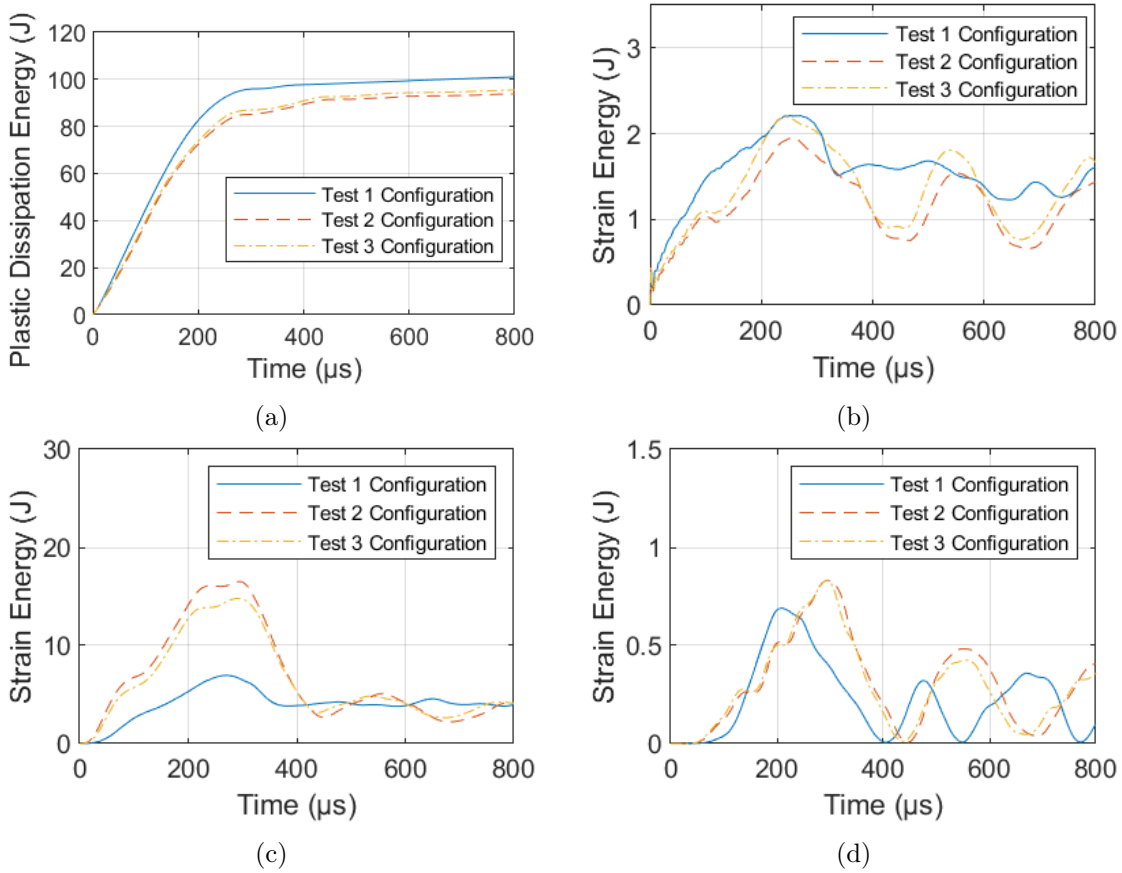 Plastic Dissipation Energy (J)
120
100
80
60
40
20
0
Test 1 Configuration
Test 2 Configuration
Test 3 Configuration
0 200 400 600 800
Time (µs)
(a)
Strain Energy (J)
3
2
1
0
Test 1 Configuration
Test 2 Configuration
Test 3 Configuration
0 200 400 600 800
Time (µs)
(b)
Strain Energy (J)
30
20
10
0
Test 1 Configuration
Test 2 Configuration
Test 3 Configuration
0 200 400 600 800
Time (µs)
(c)
Strain Energy (J)
1.5
1
0.5
0
Test 1 Configuration
Test 2 Configuration
Test 3 Configuration
0 200 400 600 800
Time (µs)
(d)